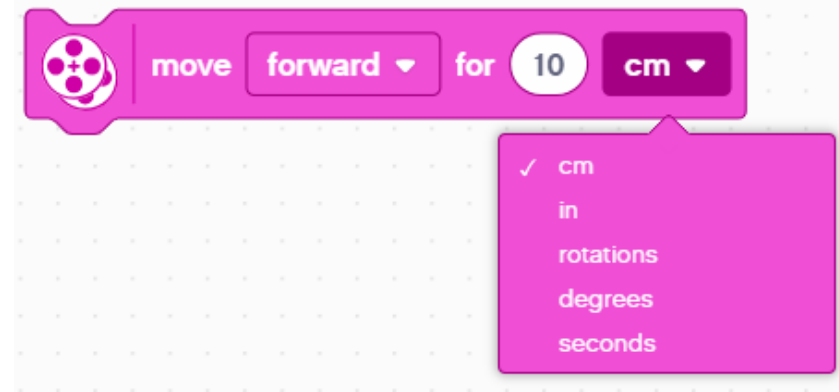 move forward for 10 cm
✓ cm
in
rotations
degrees
seconds